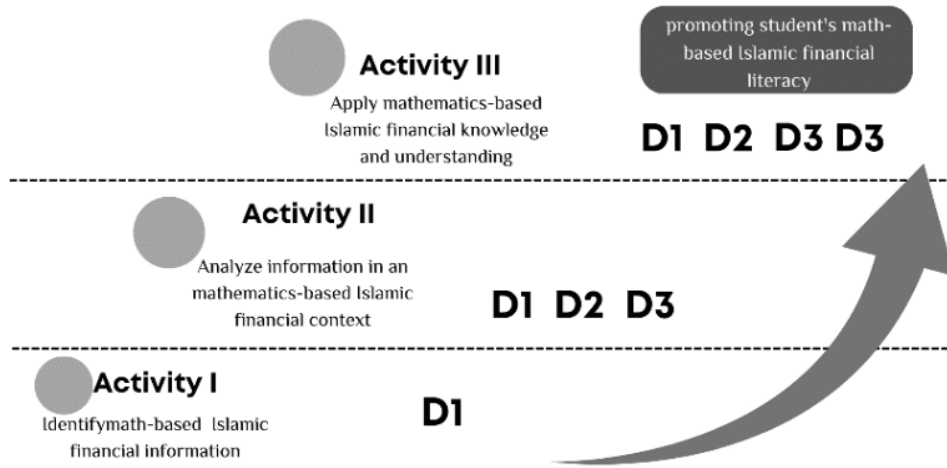 promoting student's math-
based Islamic financial
literacy
Activity III
Apply mathematics-based
Islamic financial knowledge
and understanding
D1 D2 D3 D3
Activity II
Analyze information in an
mathematics-based Islamic
financial context
D1 D2 D3
Activity I
Identifymath-based Islamic
financial information
D1